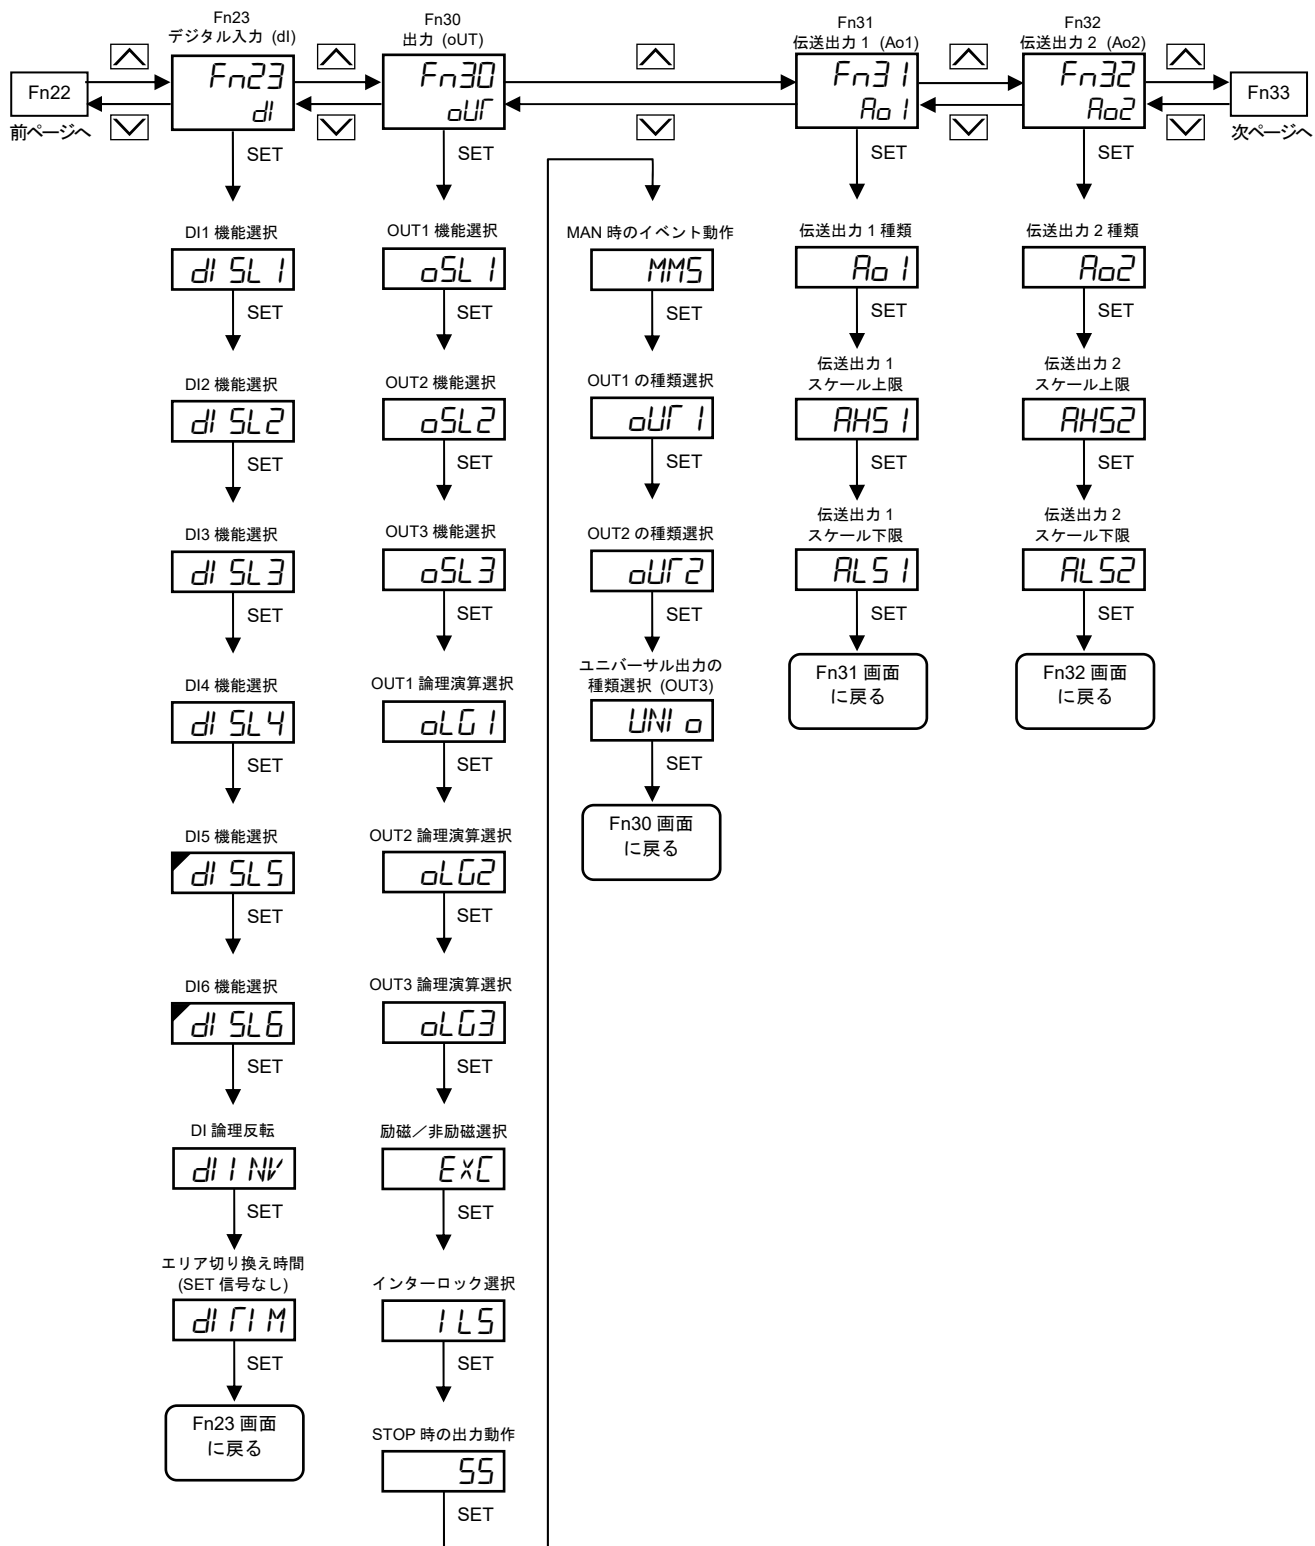 Fn22
前ページへ
Fn23
デジタル入力 (dI)
Fn23
dI
SET
DI1 機能選択
dI SL1
SET
DI2 機能選択
dI SL2
SET
DI3 機能選択
dI SL3
SET
DI4 機能選択
dI SL4
SET
DI5 機能選択
dI SL5
SET
DI6 機能選択
dI SL6
SET
DI 論理反転
dI INV
SET
エリア切り換え時間
(SET 信号なし)
dITIM
SET
Fn23 画面
に戻る
Fn30
出力 (oUT)
Fn30
oUT
SET
OUT1 機能選択
oSL1
SET
OUT2 機能選択
oSL2
SET
OUT3 機能選択
oSL3
SET
OUT1 論理演算選択
oLG1
SET
OUT2 論理演算選択
oLG2
SET
OUT3 論理演算選択
oLG3
SET
励磁／非励磁選択
EXC
SET
インターロック選択
ILS
SET
STOP 時の出力動作
SS
SET
MAN 時のイベント動作
MMS
SET
OUT1 の種類選択
oUT1
SET
OUT2 の種類選択
oUT2
SET
ユニバーサル出力の
種類選択 (OUT3)
UNIo
SET
Fn30 画面
に戻る
Fn31
伝送出力 1 (Ao1)
Fn31
Ao1
SET
伝送出力 1 種類
Ao1
SET
伝送出力 1
スケール上限
AHS1
SET
伝送出力 1
スケール下限
ALS1
SET
Fn31 画面
に戻る
Fn32
伝送出力 2 (Ao2)
Fn32
Ao2
SET
伝送出力 2 種類
Ao2
SET
伝送出力 2
スケール上限
AHS2
SET
伝送出力 2
スケール下限
ALS2
SET
Fn32 画面
に戻る
Fn33
次ページへ